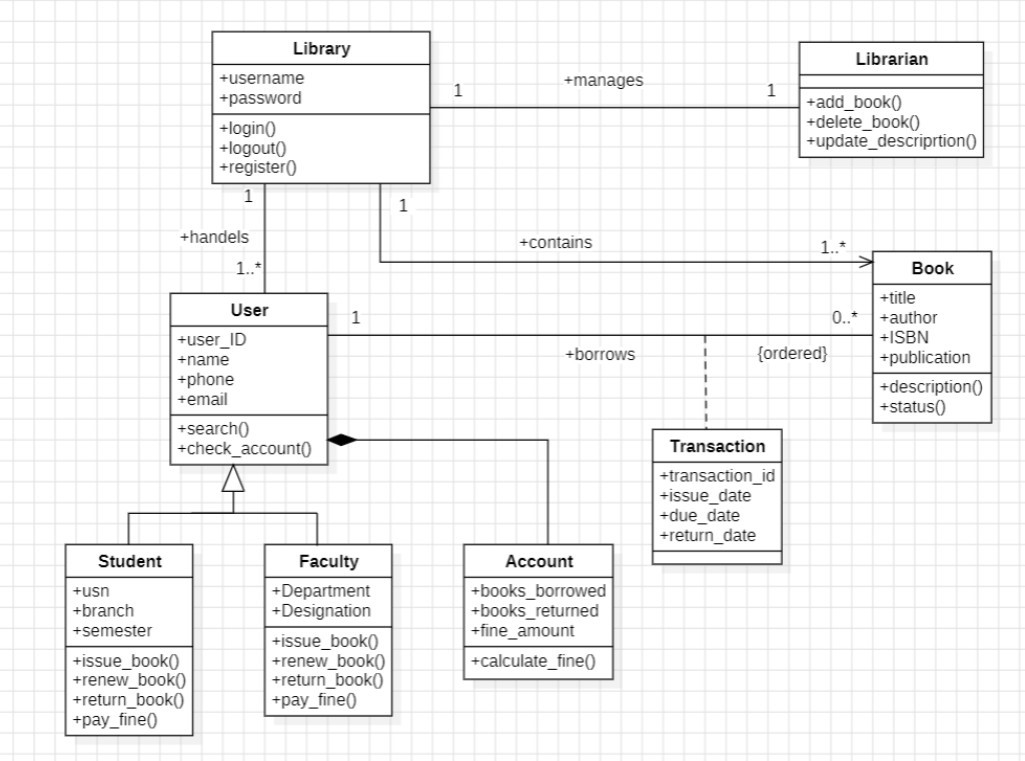 Library
+username
+password
+login()
+logout()
+register()
1
+manages
1
Librarian
+add_book()
+delete_book()
+update_descriprtion()
1
+handels
1..*
1
+contains
1..*
User
+user_ID
+name
+phone
+email
+search()
+check_account()
1
+borrows
0..*
{ordered}
Book
+title
+author
+ISBN
+publication
+description()
+status()
Transaction
+transaction_id
+issue_date
+due_date
+return_date
Student
+usn
+branch
+semester
+issue_book()
+renew_book()
+return_book()
+pay_fine()
Faculty
+Department
+Designation
+issue_book()
+renew_book()
+return_book()
+pay_fine()
Account
+books_borrowed
+books_returned
+fine_amount
+calculate_fine()